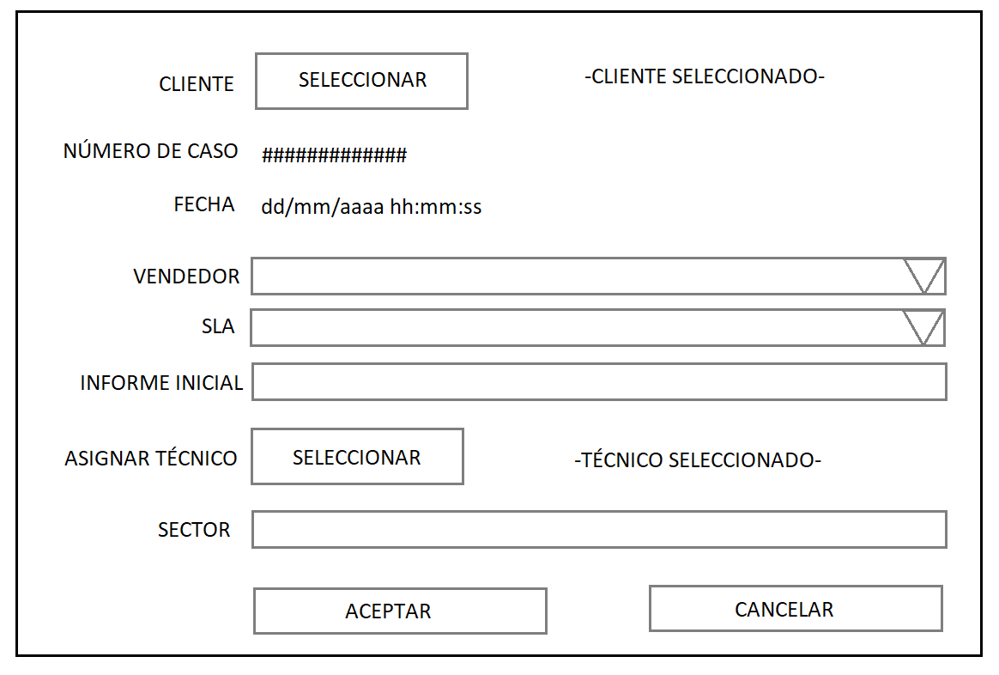 CLIENTE SELECCIONAR -CLIENTE SELECCIONADO-
NÚMERO DE CASO #############
FECHA dd/mm/aaaa hh:mm:ss
VENDEDOR
SLA
INFORME INICIAL
ASIGNAR TÉCNICO SELECCIONAR -TÉCNICO SELECCIONADO-
SECTOR
ACEPTAR CANCELAR